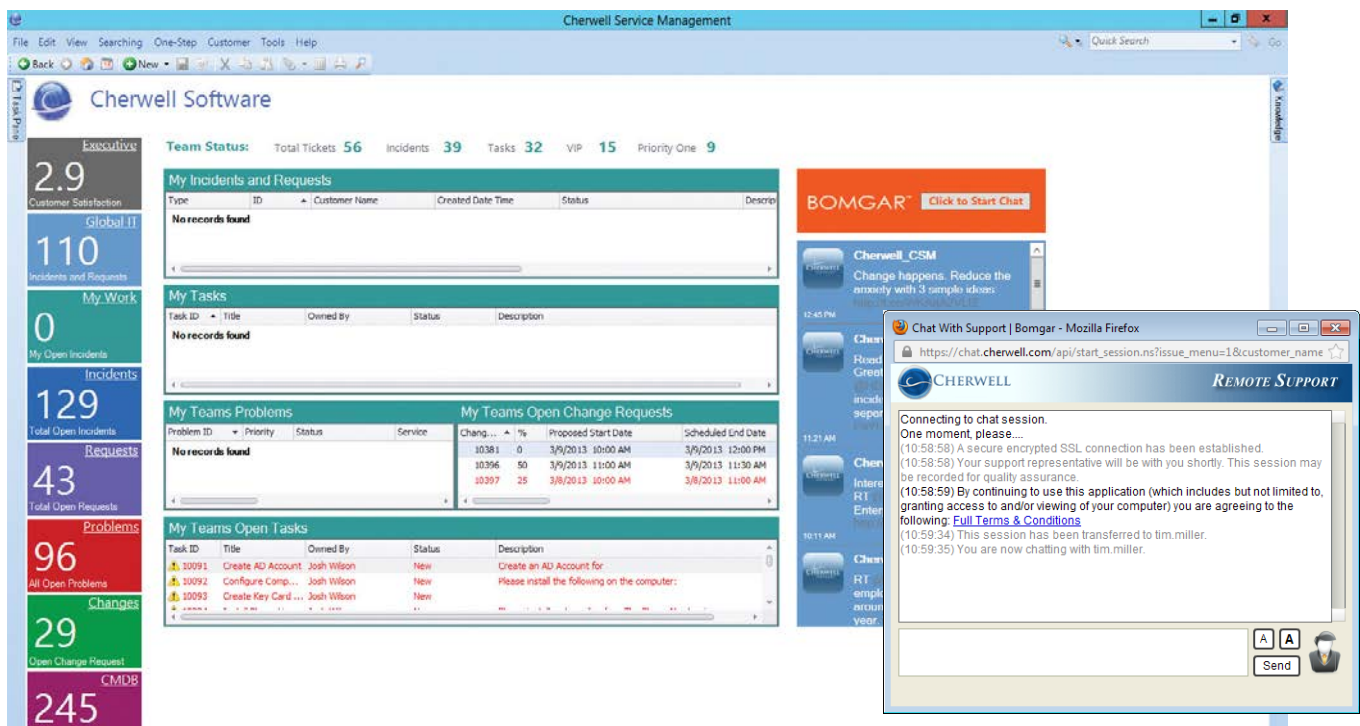 Cherwell Service Management
File Edit View Searching One-Step Customer Tools Help
Quick Search
Go
Back
New
Task Pane
Cherwell Software
Knowledge
Executive
2.9
Customer Satisfaction
Global IT
110
Incidents and Requests
My Work
0
My Open Incidents
Incidents
129
Total Open Incidents
Requests
43
Total Open Requests
Problems
96
All Open Problems
Changes
29
Open Change Request
CMDB
245
Team Status: Total Tickets 56 Incidents 39 Tasks 32 VIP 15 Priority One 9
My Incidents and Requests
Type ID Customer Name Created Date Time Status Descrip
No records found
My Tasks
Task ID Title Owned By Status Description
No records found
My Teams Problems
Problem ID Priority Status Service
No records found
My Teams Open Change Requests
Chang... % Proposed Start Date Scheduled End Date
10381 0 3/9/2013 10:00 AM 3/9/2013 12:00 PM
10396 50 3/9/2013 11:00 AM 3/9/2013 11:30 AM
10397 25 3/8/2013 10:00 AM 3/8/2013 11:00 AM
My Teams Open Tasks
Task ID Title Owned By Status Description
10091 Create AD Account Josh Wilson New Create an AD Account for
10092 Configure Comp... Josh Wilson New Please install the following on the computer:
10093 Create Key Card ... Josh Wilson New
BOMGAR™ Click to Start Chat
Cherwell_CSM
Change happens. Reduce the
anxiety with 3 simple ideas
12:45 PM
Cher
Read
Greet
incide
separ
11:21 AM
Cher
Intere
RT
Enter
10:11 AM
Cher
RT
emplo
aroun
year.
Chat With Support | Bomgar - Mozilla Firefox
https://chat.cherwell.com/api/start_session.ns?issue_menu=1&customer_name
CHERWELL
REMOTE SUPPORT
Connecting to chat session.
One moment, please....
(10:58:58) A secure encrypted SSL connection has been established.
(10:58:58) Your support representative will be with you shortly. This session may
be recorded for quality assurance.
(10:58:59) By continuing to use this application (which includes but not limited to,
granting access to and/or viewing of your computer) you are agreeing to the
following: Full Terms & Conditions
(10:59:34) This session has been transferred to tim.miller.
(10:59:35) You are now chatting with tim.miller.
A A
Send